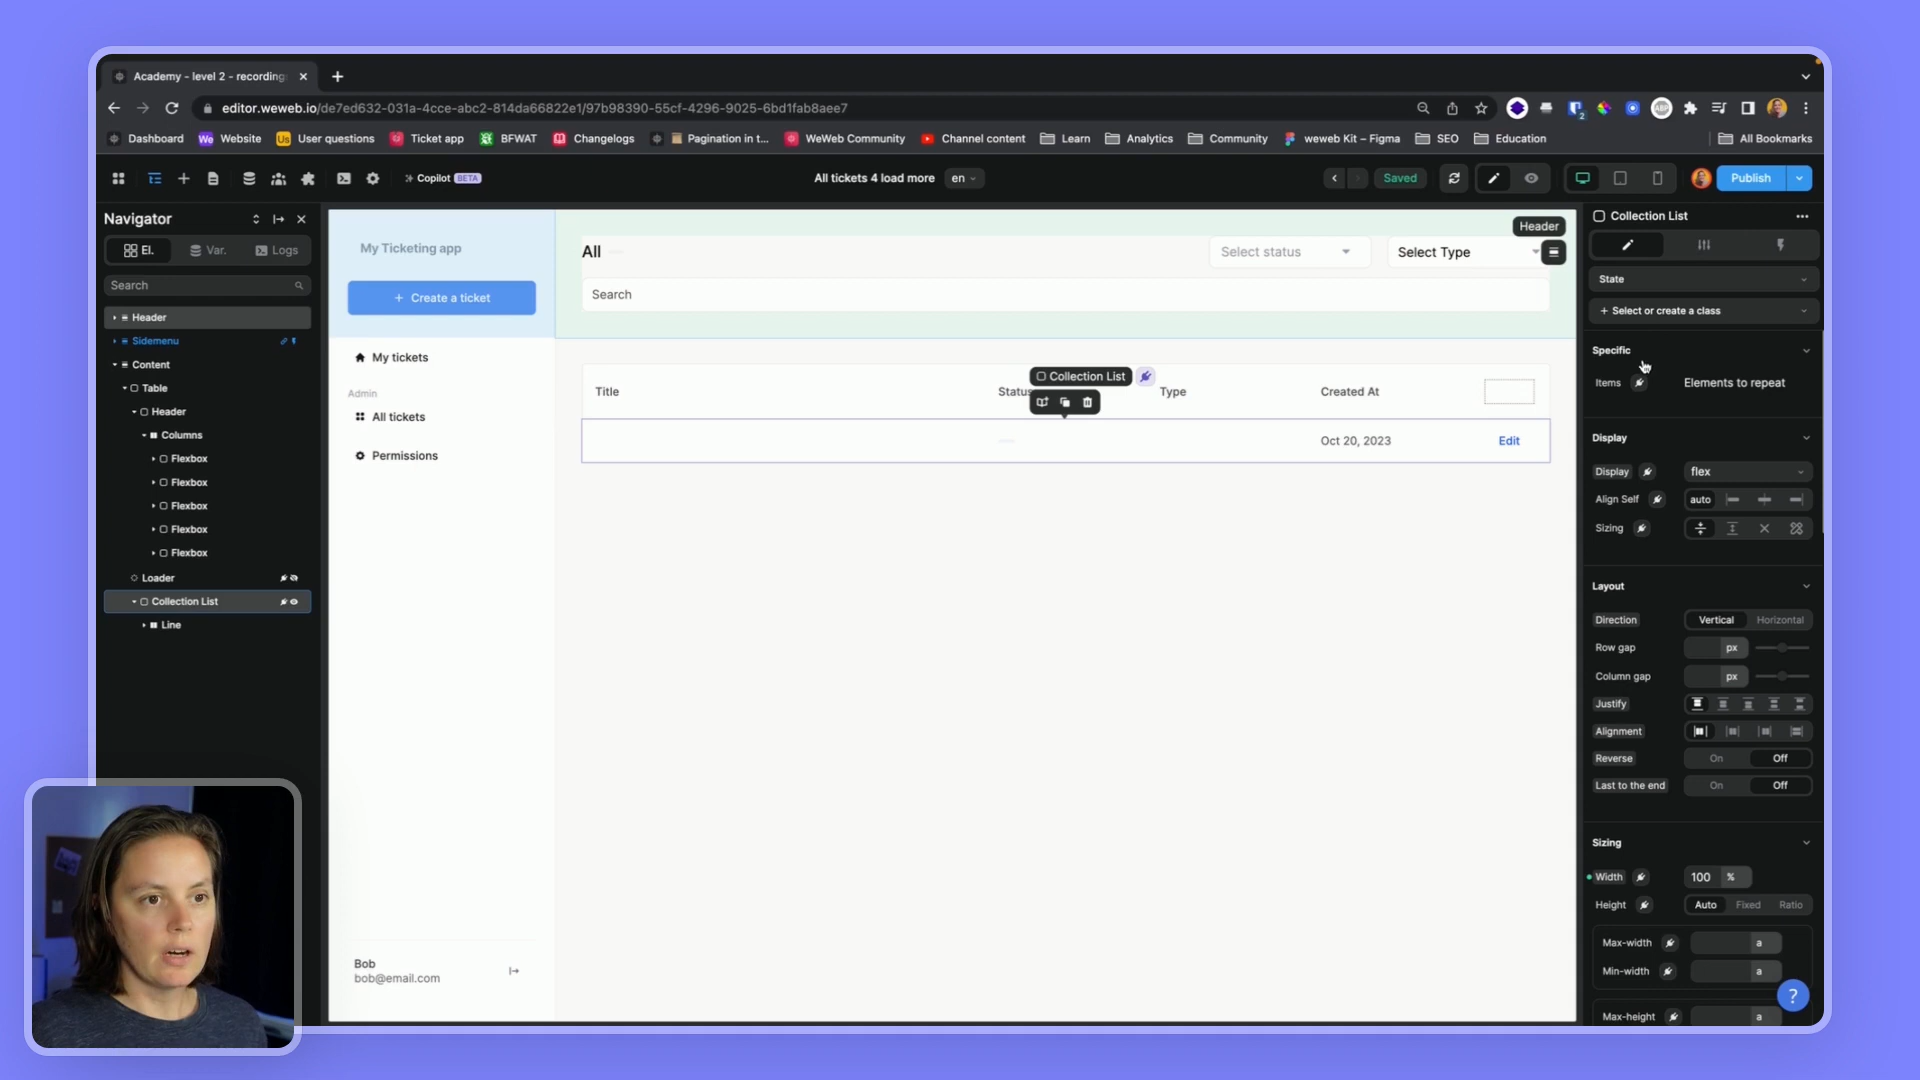 Academy - level 2 - recording
editor.weweb.io/de7ed632-031a-4cce-abc2-814da66822e1/97b98390-55cf-4296-9025-6bd1fab8aee7
Dashboard
We Website
Us User questions
Ticket app
BFWAT
Changelogs
Pagination in t...
WeWeb Community
Channel content
Learn
Analytics
Community
weweb Kit – Figma
SEO
Education
All Bookmarks
Copilot BETA
All tickets 4 load more
en
Saved
Publish
Navigator
El.
Var.
Logs
Search
Header
Sidemenu
Content
Table
Header
Columns
Flexbox
Flexbox
Flexbox
Flexbox
Flexbox
Loader
Collection List
Line
My Ticketing app
+ Create a ticket
My tickets
Admin
All tickets
Permissions
Bob
bob@email.com
All
Select status
Select Type
Header
Search
Collection List
Title
Status
Type
Created At
Oct 20, 2023
Edit
Collection List
State
+ Select or create a class
Specific
Items
Elements to repeat
Display
Display
flex
Align Self
auto
Sizing
Layout
Direction
Vertical
Horizontal
Row gap
px
Column gap
px
Justify
Alignment
Reverse
On
Off
Last to the end
On
Off
Sizing
Width
100 %
Height
Auto
Fixed
Ratio
Max-width
a
Min-width
a
Max-height
a
?